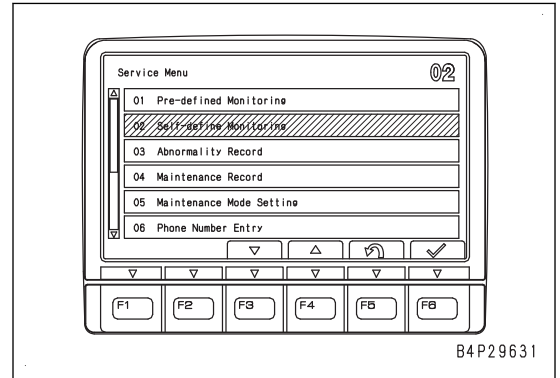 Service Menu 02
01 Pre-defined Monitoring
02 Self-define Monitoring
03 Abnormality Record
04 Maintenance Record
05 Maintenance Mode Setting
06 Phone Number Entry
F1 F2 F3 F4 F5 F6
B4P29631